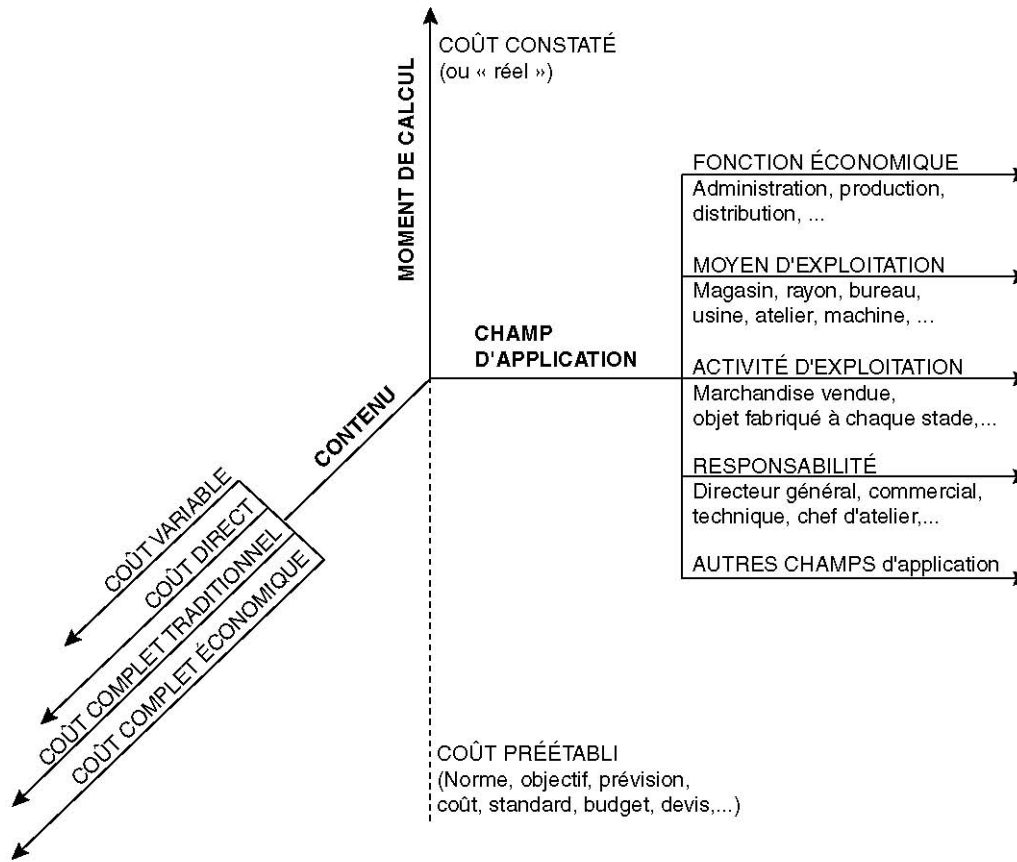 COÛT CONSTATÉ
(ou « réel »)
MOMENT DE CALCUL
FONCTION ÉCONOMIQUE
Administration, production,
distribution, ...
MOYEN D'EXPLOITATION
Magasin, rayon, bureau,
usine, atelier, machine, ...
CHAMP
D'APPLICATION
ACTIVITÉ D'EXPLOITATION
Marchandise vendue,
objet fabriqué à chaque stade,...
CONTENU
RESPONSABILITÉ
Directeur général, commercial,
technique, chef d'atelier,...
AUTRES CHAMPS d'application
COÛT VARIABLE
COÛT DIRECT
COÛT COMPLET TRADITIONNEL
COÛT COMPLET ÉCONOMIQUE
COÛT PRÉÉTABLI
(Norme, objectif, prévision,
coût, standard, budget, devis,...)